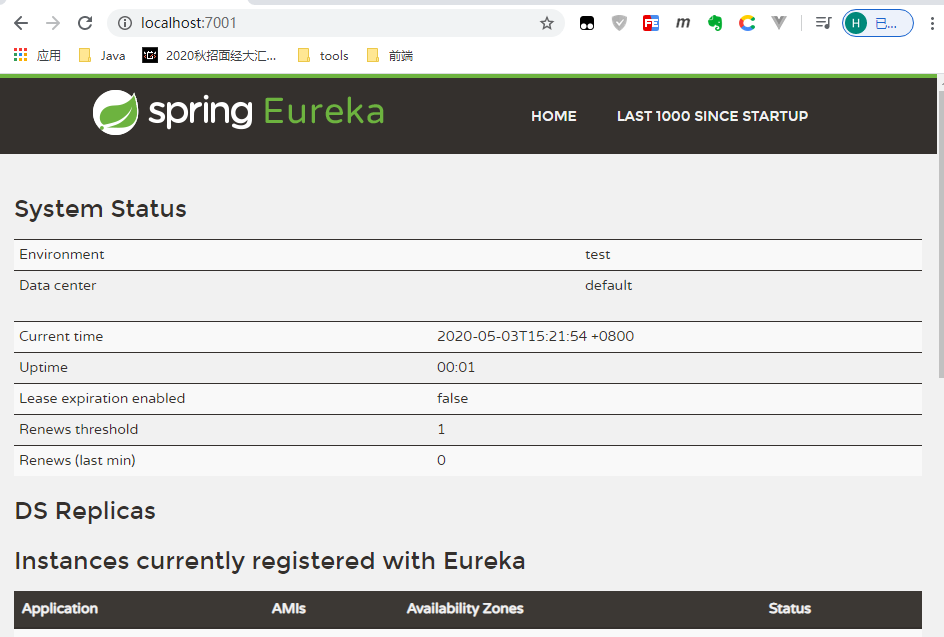 localhost:7001
H 已...
应用 Java 2020秋招面经大汇... tools 前端
spring Eureka HOME LAST 1000 SINCE STARTUP
System Status
Environment test
Data center default
Current time 2020-05-03T15:21:54 +0800
Uptime 00:01
Lease expiration enabled false
Renews threshold 1
Renews (last min) 0
DS Replicas
Instances currently registered with Eureka
Application AMIs Availability Zones Status